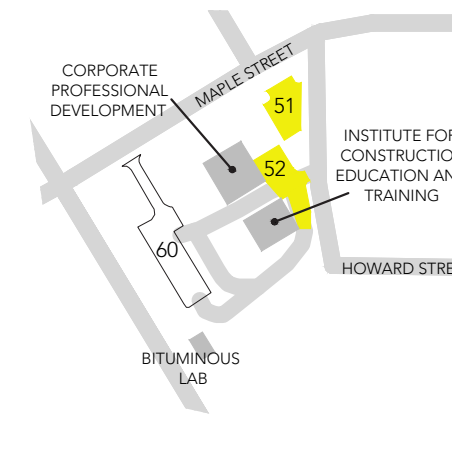 MAPLE STREET
CORPORATE
PROFESSIONAL
DEVELOPMENT
51
INSTITUTE FOR
CONSTRUCTIO
EDUCATION AN
TRAINING
52
60
HOWARD STRE
BITUMINOUS
LAB